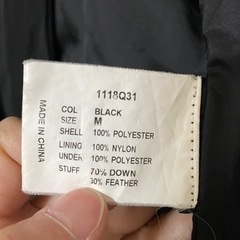 1118Q31
COL BLACK
SIZE M
SHELL 100% POLYESTER
LINING 100% NYLON
UNDER 100% POLYESTER
STUFF 70% DOWN
30% FEATHER
MADE IN CHINA